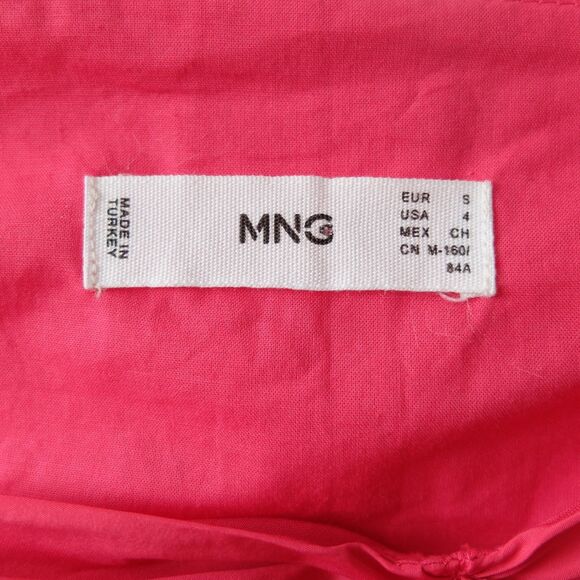 MADE IN
TURKEY
MNG
EUR S
USA 4
MEX CH
CN M-160/
84A